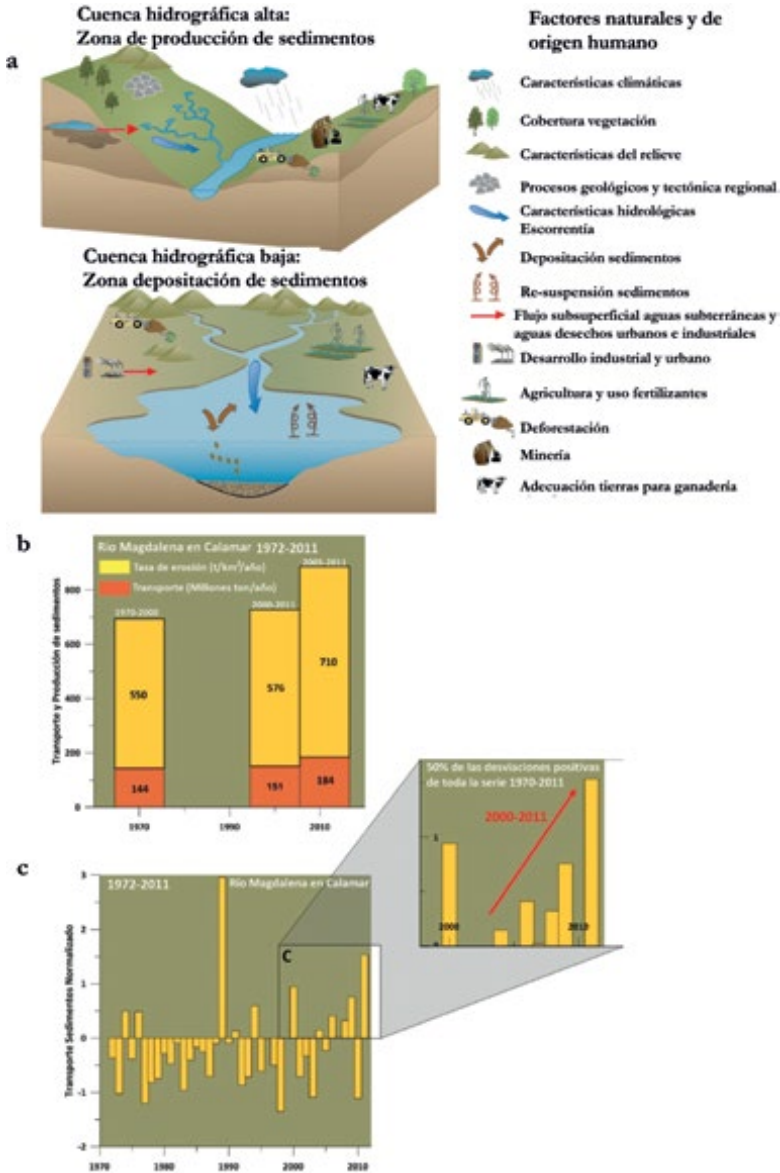 Cuenca hidrográfica alta:
Zona de producción de sedimentos
a
Cuenca hidrográfica baja:
Zona depositación de sedimentos
Factores naturales y de
origen humano
Características climáticas
Cobertura vegetación
Características del relieve
Procesos geológicos y tectónica regional
Características hidrológicas
Escorrentía
Depositación sedimentos
Re-suspensión sedimentos
Flujo subsuperficial aguas subterráneas y
aguas desechos urbanos e industriales
Desarrollo industrial y urbano
Agricultura y uso fertilizantes
Deforestación
Minería
Adecuación tierras para ganadería
b
Rio Magdalena en Calamar 1972-2011
Tasa de erosión (t/km²/año)
Transporte (Millones ton/año)
Transporte y Producción de sedimentos
800
600
400
200
0
1970-2000
2000-2011
2005-2011
550
576
710
144
151
184
1970
1990
2010
50% de las desviaciones positivas
de toda la serie 1970-2011
2000-2011
1
2000
2010
c
1972-2011
Rio Magdalena en Calamar
C
Transporte Sedimentos Normalizado
3
2
1
0
-1
-2
1970
1980
1990
2000
2010